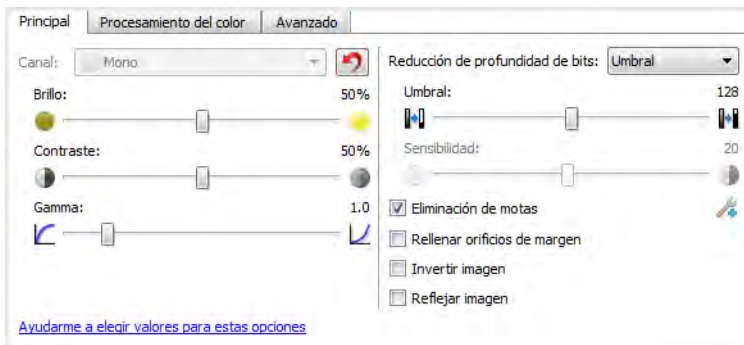 Principal Procesamiento del color Avanzado
Canal: Mono
Brillo: 50%
Contraste: 50%
Gamma: 1.0
Ayudarme a elegir valores para estas opciones
Reducción de profundidad de bits: Umbral
Umbral: 128
Sensibilidad: 20
Eliminación de motas
Rellenar orificios de margen
Invertir imagen
Reflejar imagen